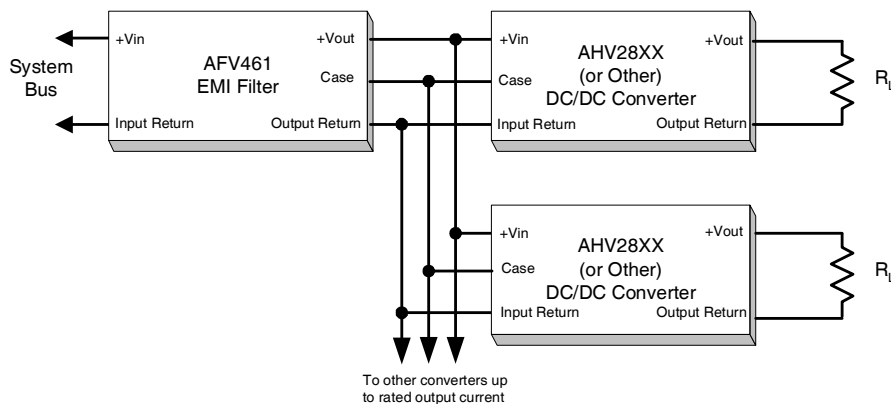 System
Bus
+Vin
Input Return
AFV461
EMI Filter
+Vout
Case
Output Return
+Vin
Case
Input Return
AHV28XX
(or Other)
DC/DC Converter
+Vout
Output Return
RL
+Vin
Case
Input Return
AHV28XX
(or Other)
DC/DC Converter
+Vout
Output Return
RL
To other converters up
to rated output current